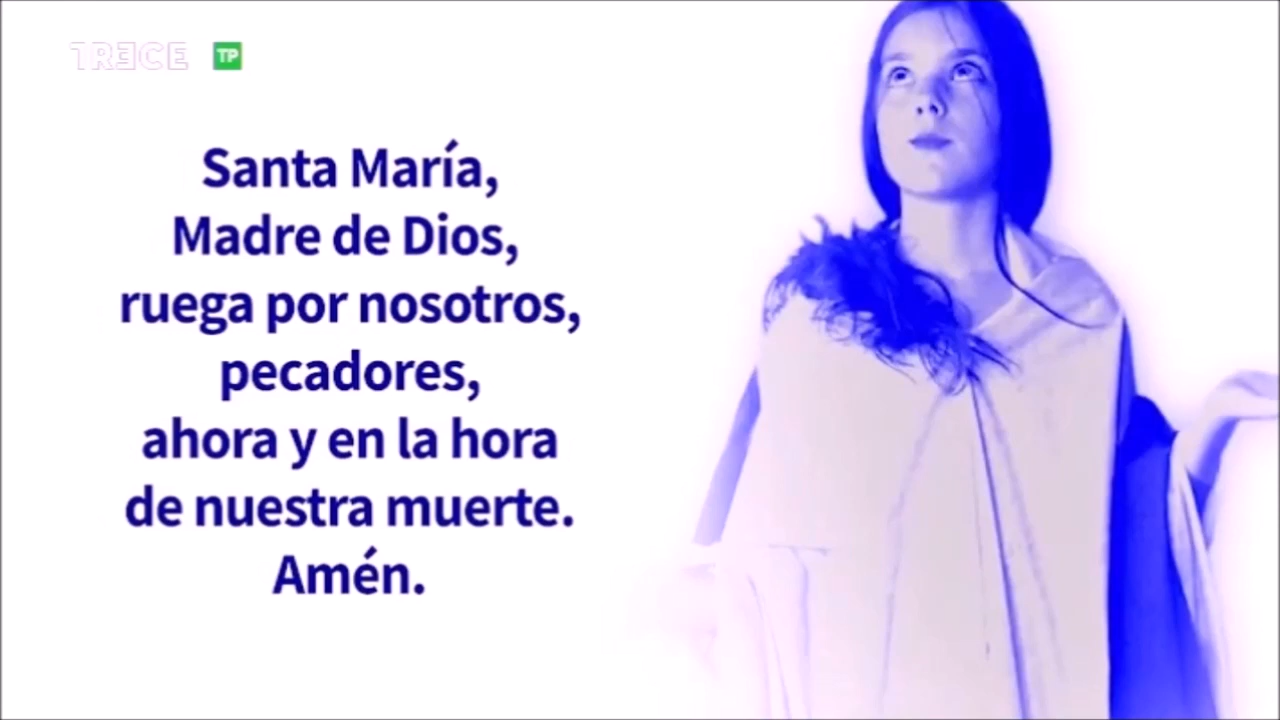 TRECE TP
Santa María,
Madre de Dios,
ruega por nosotros,
pecadores,
ahora y en la hora
de nuestra muerte.
Amén.